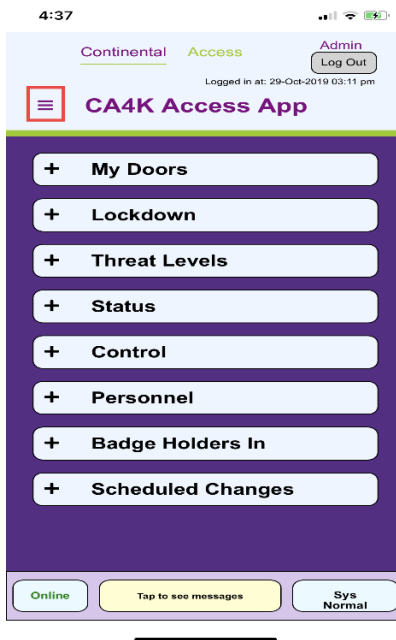 4:37
Continental Access Admin
Log Out
Logged in at: 29-Oct-2019 03:11 pm
CA4K Access App
+ My Doors
+ Lockdown
+ Threat Levels
+ Status
+ Control
+ Personnel
+ Badge Holders In
+ Scheduled Changes
Online Tap to see messages Sys
Normal